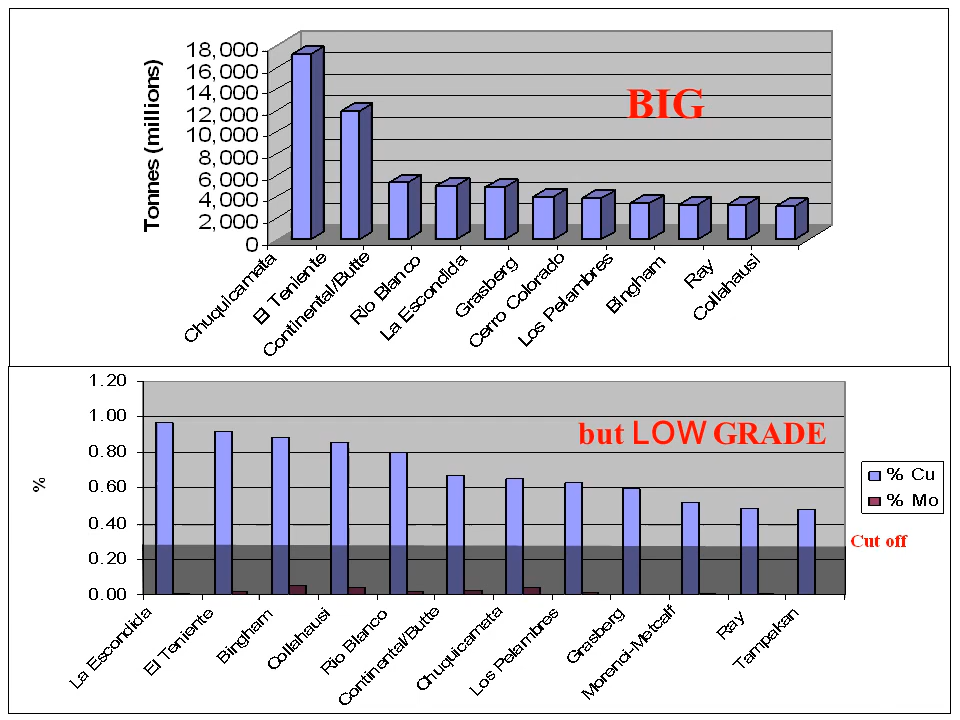 Tonnes (millions)
18,000
16,000
14,000
12,000
10,000
8,000
6,000
4,000
2,000
0
BIG
Chuquicamata
El Teniente
Continental/Butte
Rio Blanco
La Escondida
Grasberg
Cerro Colorado
Los Pelambres
Bingham
Ray
Collahausi
%
1.20
1.00
0.80
0.60
0.40
0.20
0.00
but LOW GRADE
% Cu
% Mo
Cut off
La Escondida
El Teniente
Bingham
Collahausi
Rio Blanco
Continental/Butte
Chuquicamata
Los Pelambres
Grasberg
Morenci-Metcalf
Ray
Tampakan